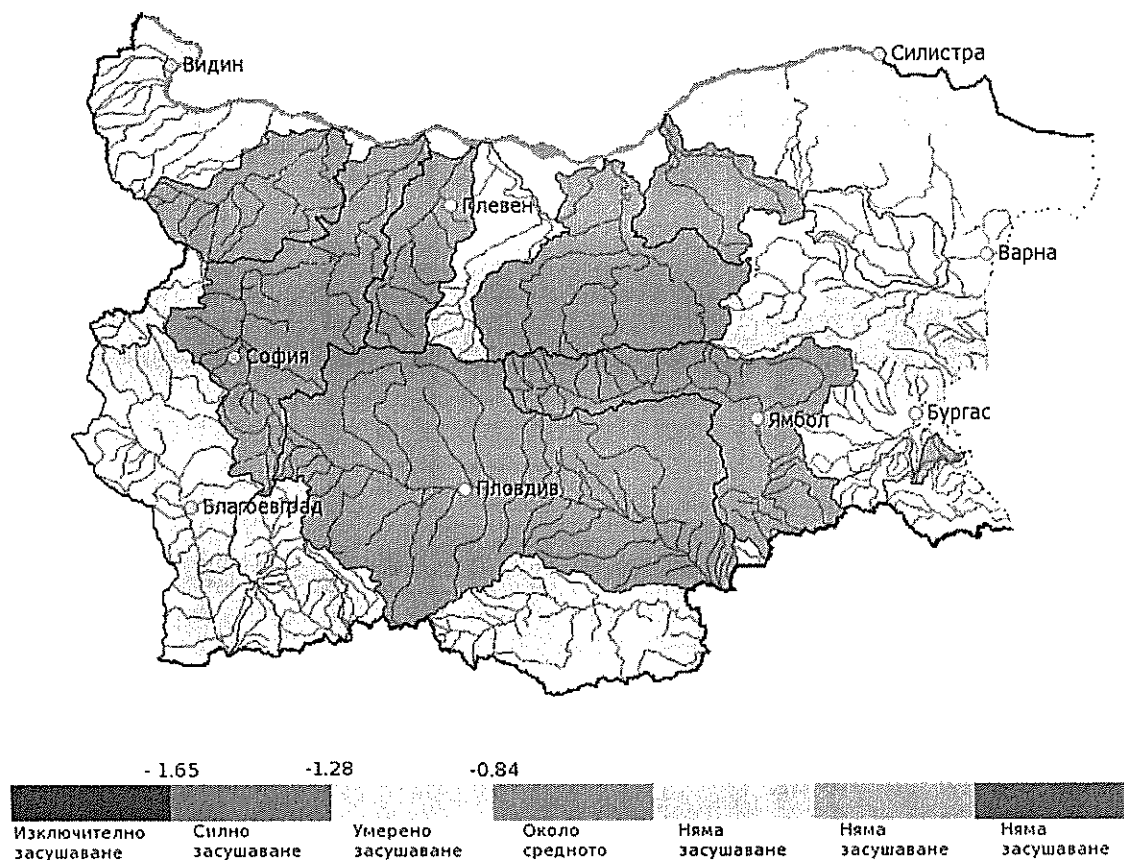 Видин
Силистра
Плевен
Варна
София
Ямбол
Бургас
Пловдив
Благоевград
- 1.65 -1.28 -0.84
Изключително засушаване
Силно засушаване
Умерено засушаване
Около средното
Няма засушаване
Няма засушаване
Няма засушаване